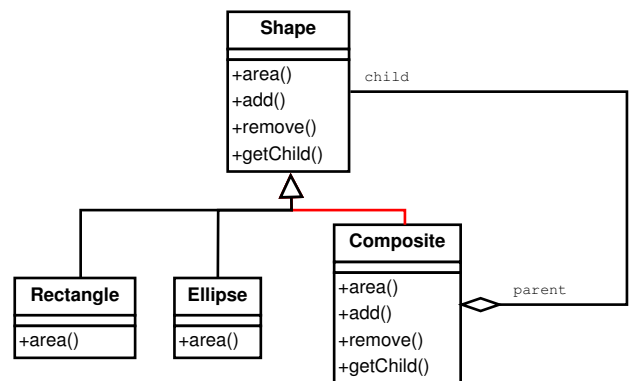 Shape
+area()
+add()
+remove()
+getChild()
child
Rectangle
+area()
Ellipse
+area()
Composite
+area()
+add()
+remove()
+getChild()
parent